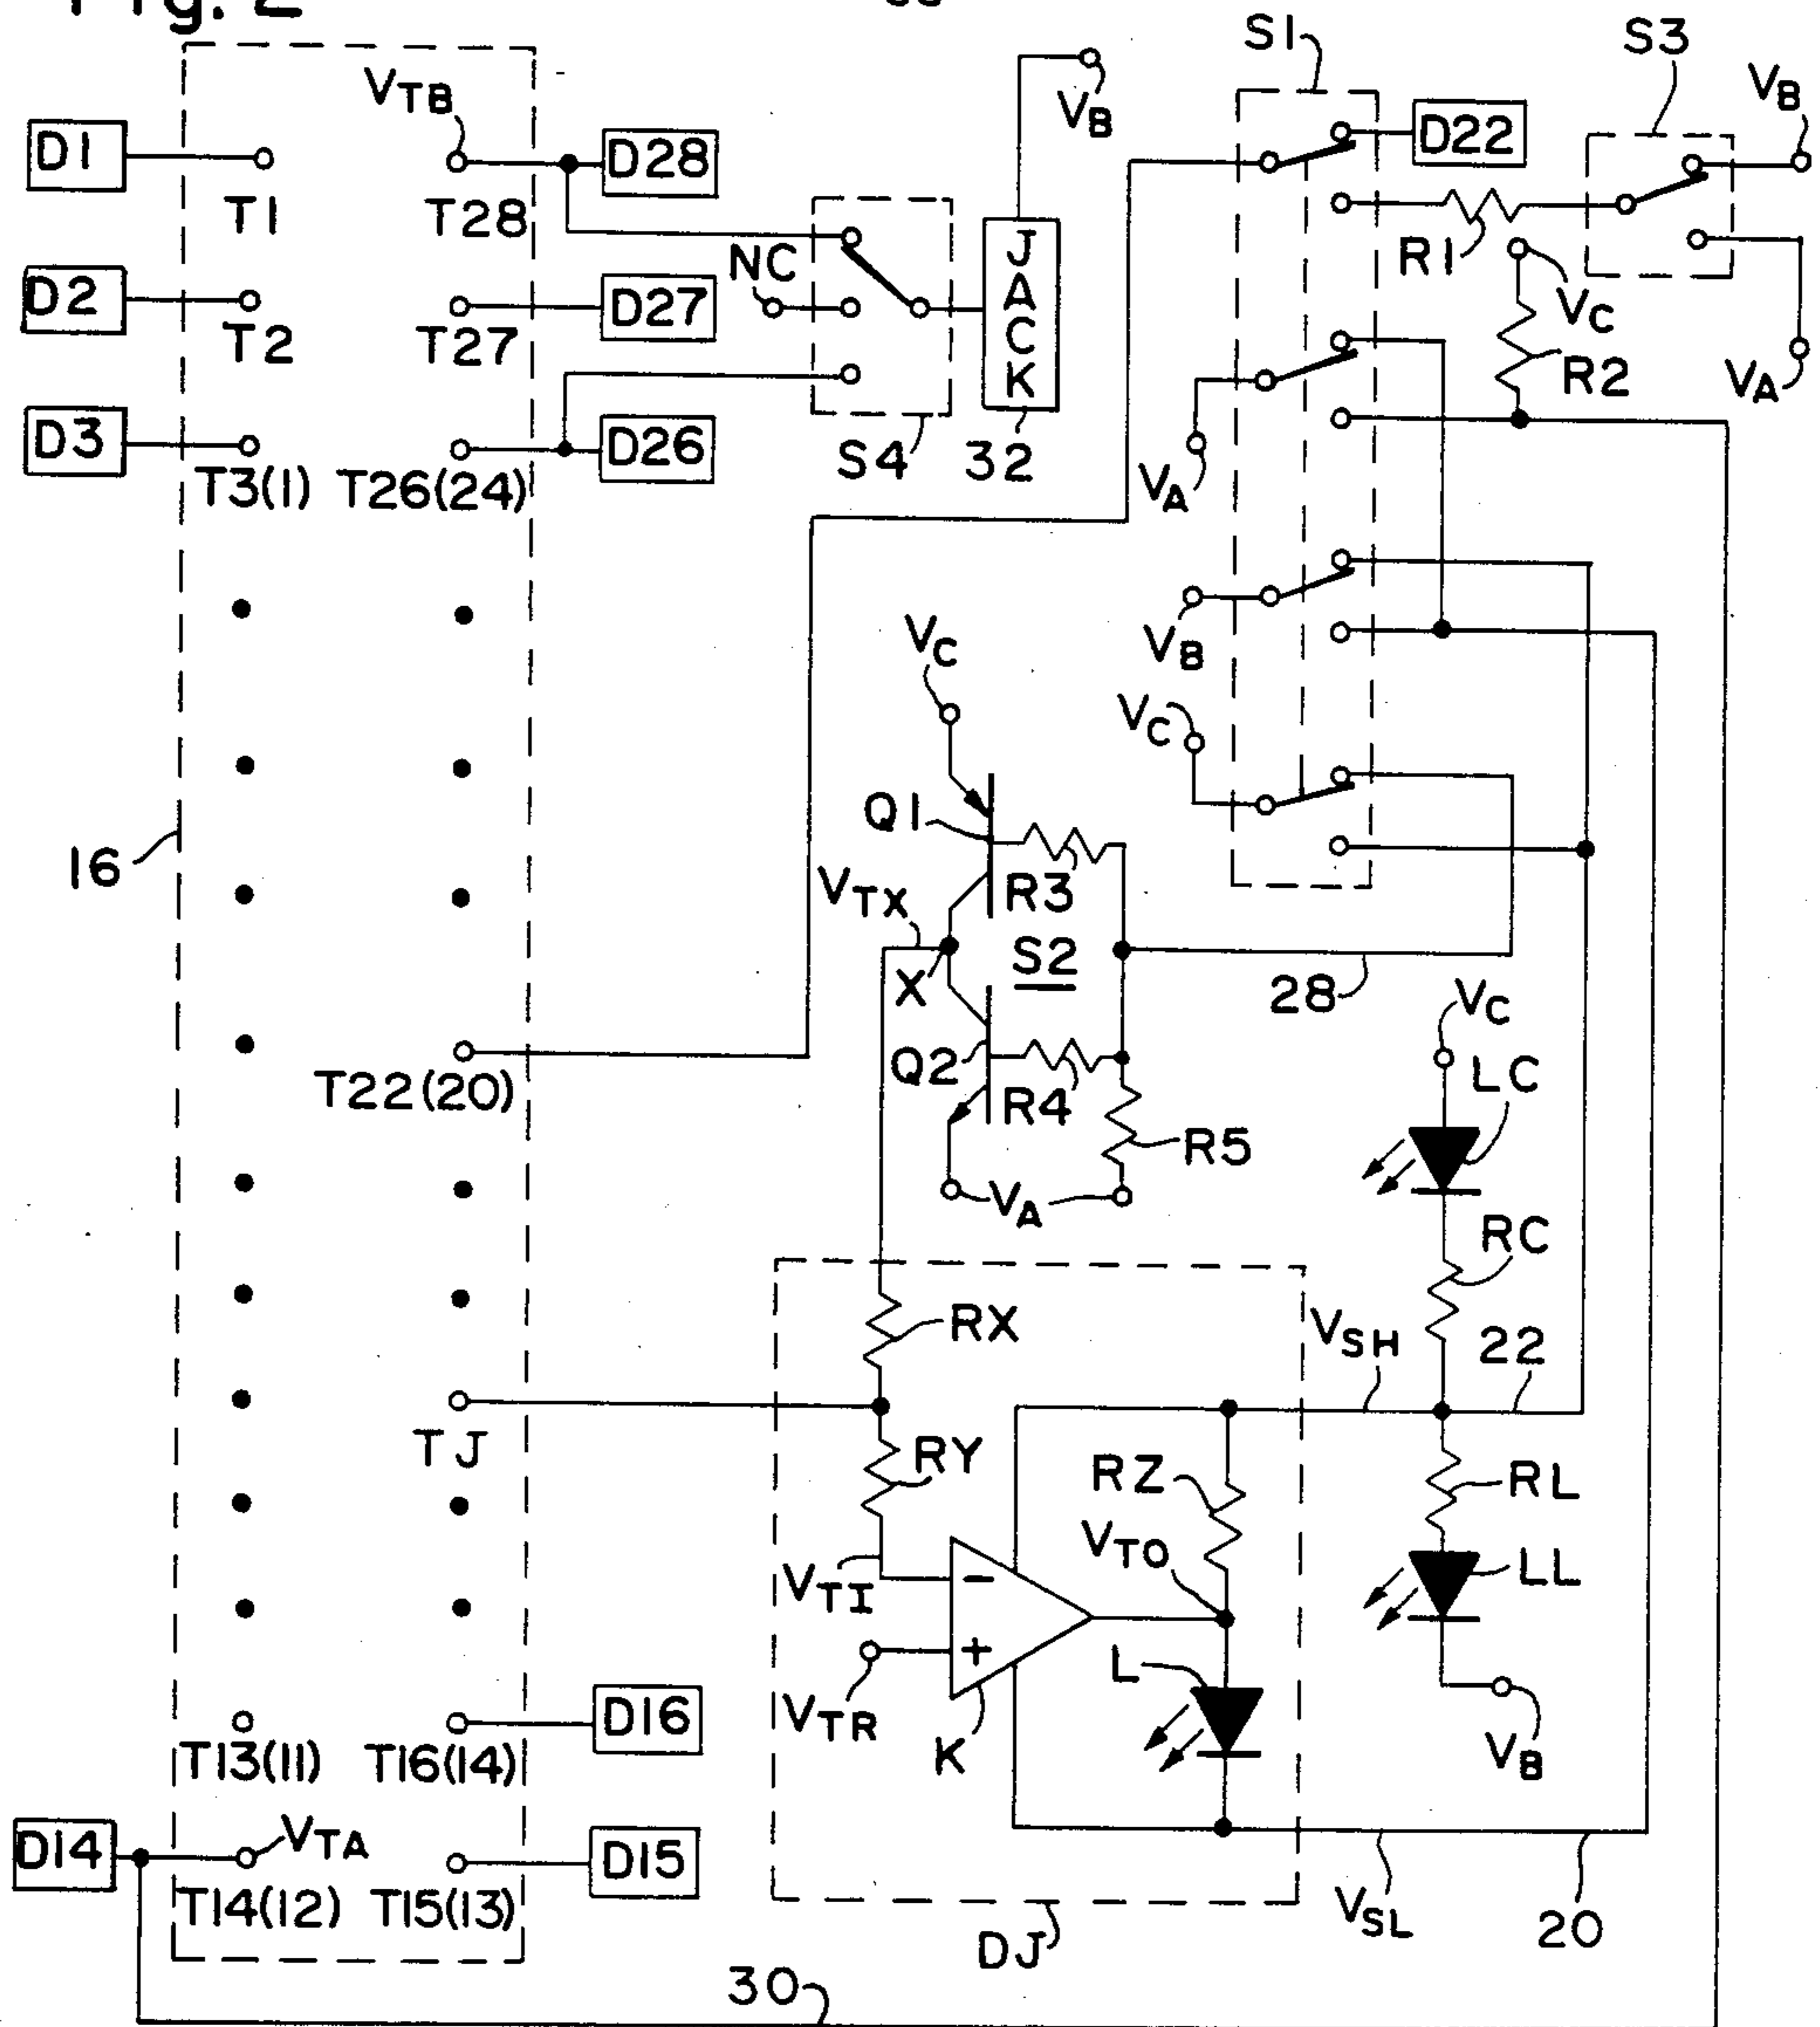 Fig. 2
S1
S3
VTB
VB
VB
D1
D28
D22
T1
T28
R1
NC
JACK
VC
D2
D27
T2
T27
R2
VA
D3
D26
T3(1)
T26(24)
S4
32
VA
VC
VB
VC
Q1
16
R3
VTX
S2
X
28
VC
Q2
LC
T22(20)
R4
R5
VA
RC
RX
VSH
22
TJ
RY
RZ
RL
VTO
VTI
LL
L
VTR
D16
K
VB
T13(11)
T16(14)
D14
VTA
D15
T14(12)
T15(13)
VSL
20
DJ
30